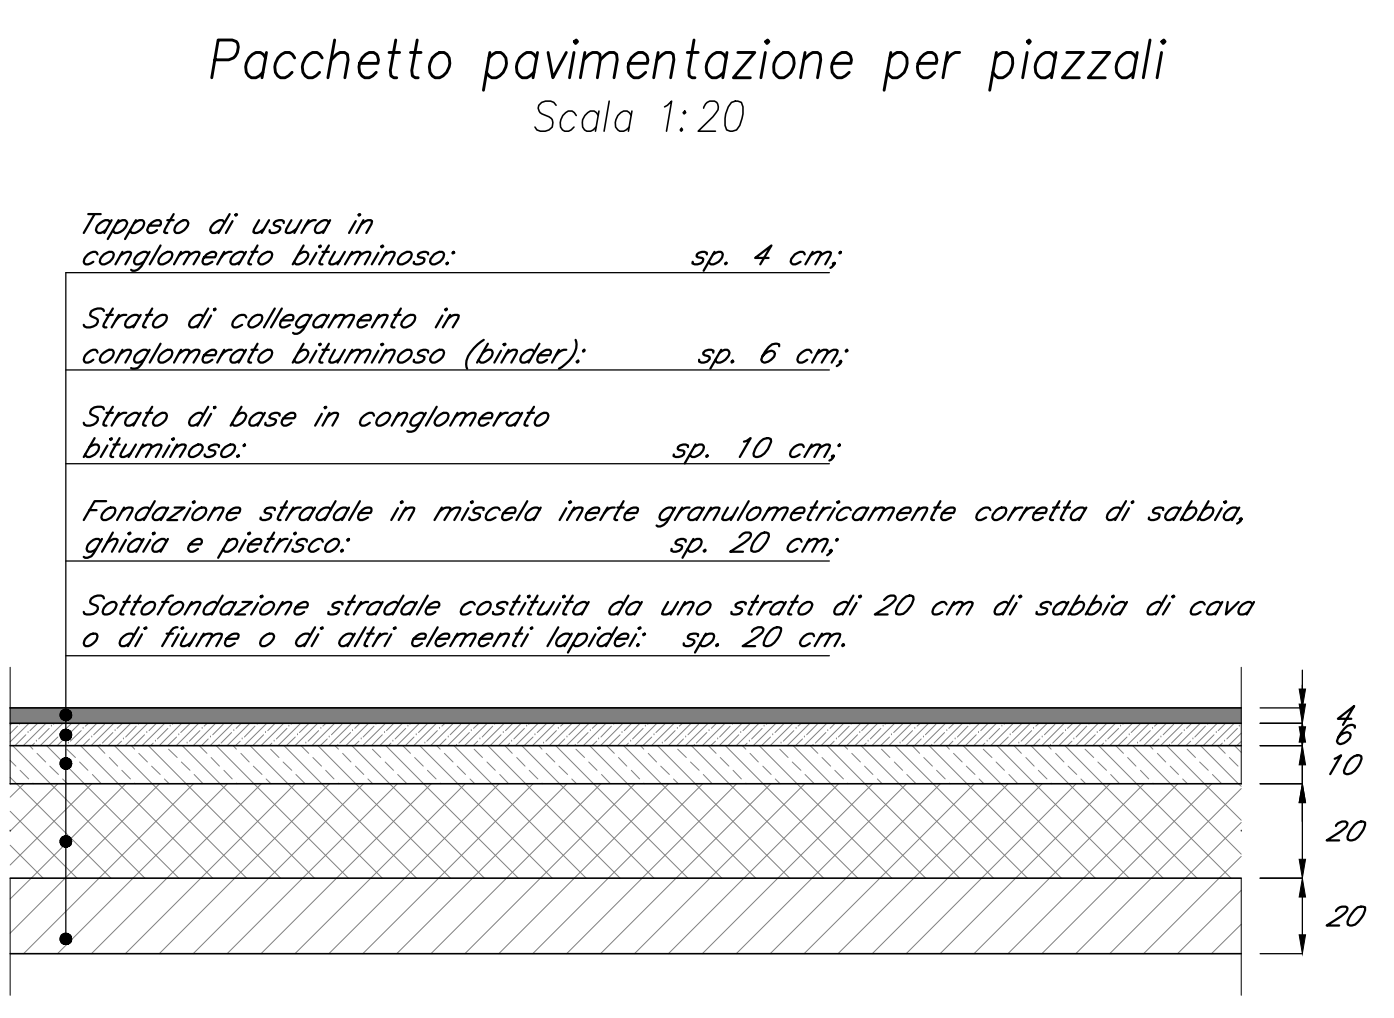 Pacchetto pavimentazione per piazzali
Scala 1:20
Tappeto di usura in
conglomerato bituminoso: sp. 4 cm;
Strato di collegamento in
conglomerato bituminoso (binder): sp. 6 cm;
Strato di base in conglomerato
bituminoso: sp. 10 cm;
Fondazione stradale in miscela inerte granulometricamente corretta di sabbia,
ghiaia e pietrisco: sp. 20 cm;
Sottofondazione stradale costituita da uno strato di 20 cm di sabbia di cava
o di fiume o di altri elementi lapidei: sp. 20 cm.
4
6
10
20
20